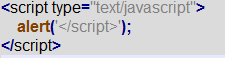 <script type="text/javascript">
alert('</script>');
</script>